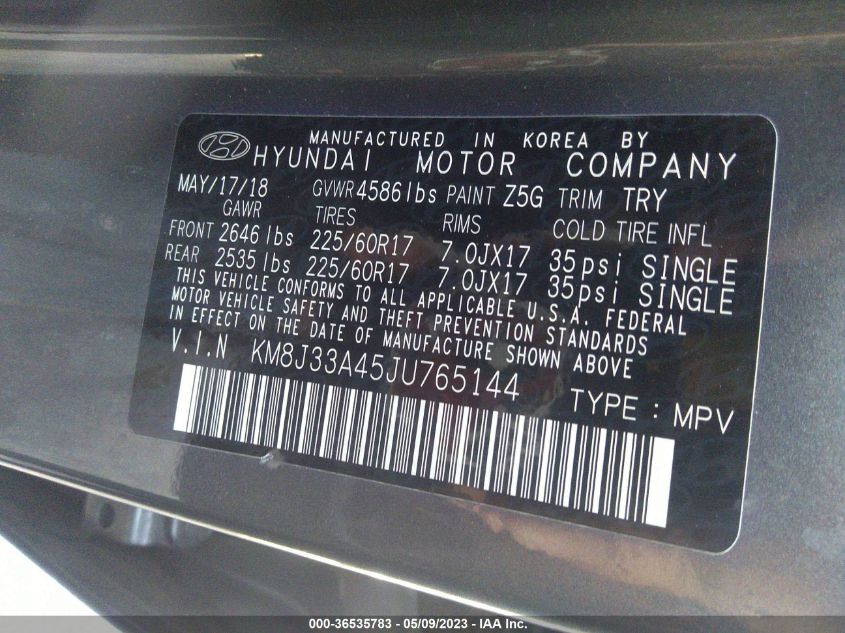 MANUFACTURED IN KOREA BY
HYUNDAI MOTOR COMPANY
MAY/17/18 GVWR 4586 lbs PAINT Z5G TRIM TRY
GAWR TIRES RIMS COLD TIRE INFL
FRONT 2646 lbs 225/60R17 7.0JX17 35psi SINGLE
REAR 2535 lbs 225/60R17 7.0JX17 35psi SINGLE
THIS VEHICLE CONFORMS TO ALL APPLICABLE U.S.A. FEDERAL
MOTOR VEHICLE SAFETY AND THEFT PREVENTION STANDARDS
IN EFFECT ON THE DATE OF MANUFACTURE SHOWN ABOVE
V.I.N KM8J33A45JU765144
TYPE : MPV
000-36535783 - 05/09/2023 - IAA Inc.